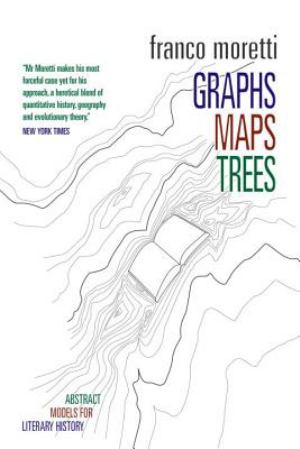 franco moretti
"Mr Moretti makes his most
forceful case yet for his
approach, a heretical blend of
quantitative history, geography
and evolutionary theory."
NEW YORK TIMES
GRAPHS
MAPS
TREES
ABSTRACT
MODELS FOR
LITERARY HISTORY